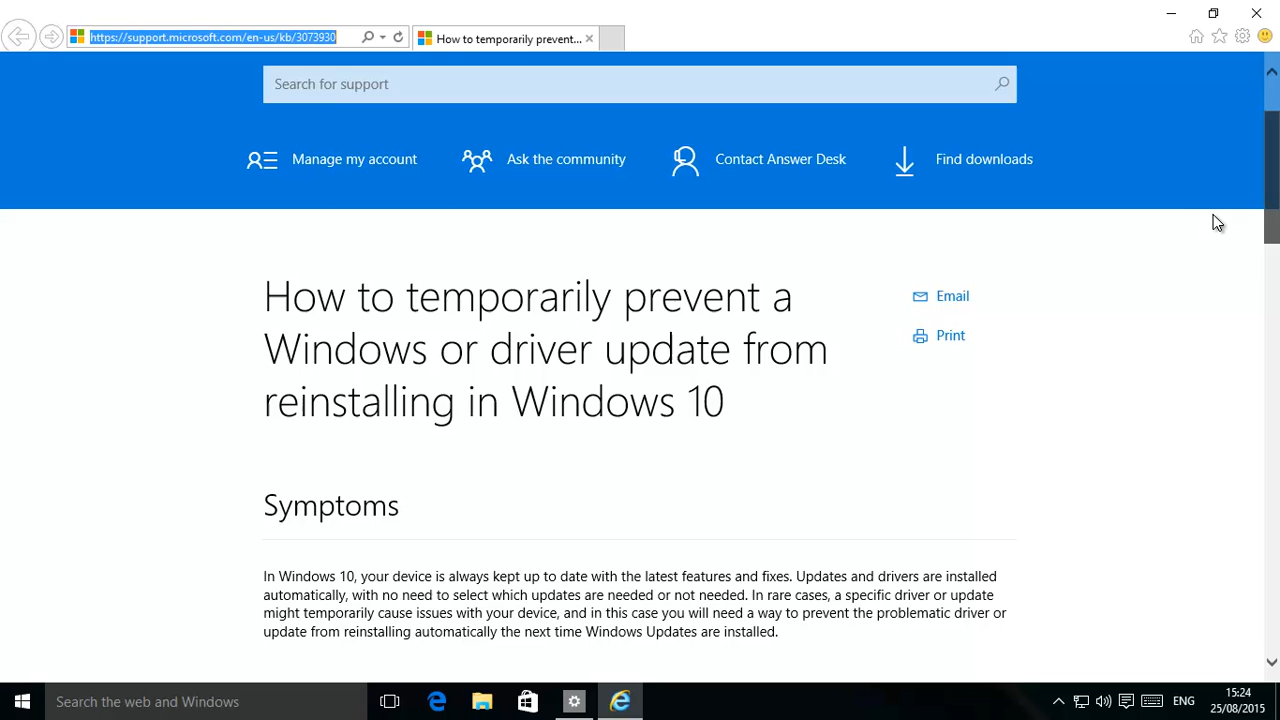 https://support.microsoft.com/en-us/kb/3073930
How to temporarily prevent...
Search for support
Manage my account
Ask the community
Contact Answer Desk
Find downloads
How to temporarily prevent a
Windows or driver update from
reinstalling in Windows 10
Email
Print
Symptoms
In Windows 10, your device is always kept up to date with the latest features and fixes. Updates and drivers are installed
automatically, with no need to select which updates are needed or not needed. In rare cases, a specific driver or update
might temporarily cause issues with your device, and in this case you will need a way to prevent the problematic driver or
update from reinstalling automatically the next time Windows Updates are installed.
Search the web and Windows
ENG
15:24
25/08/2015